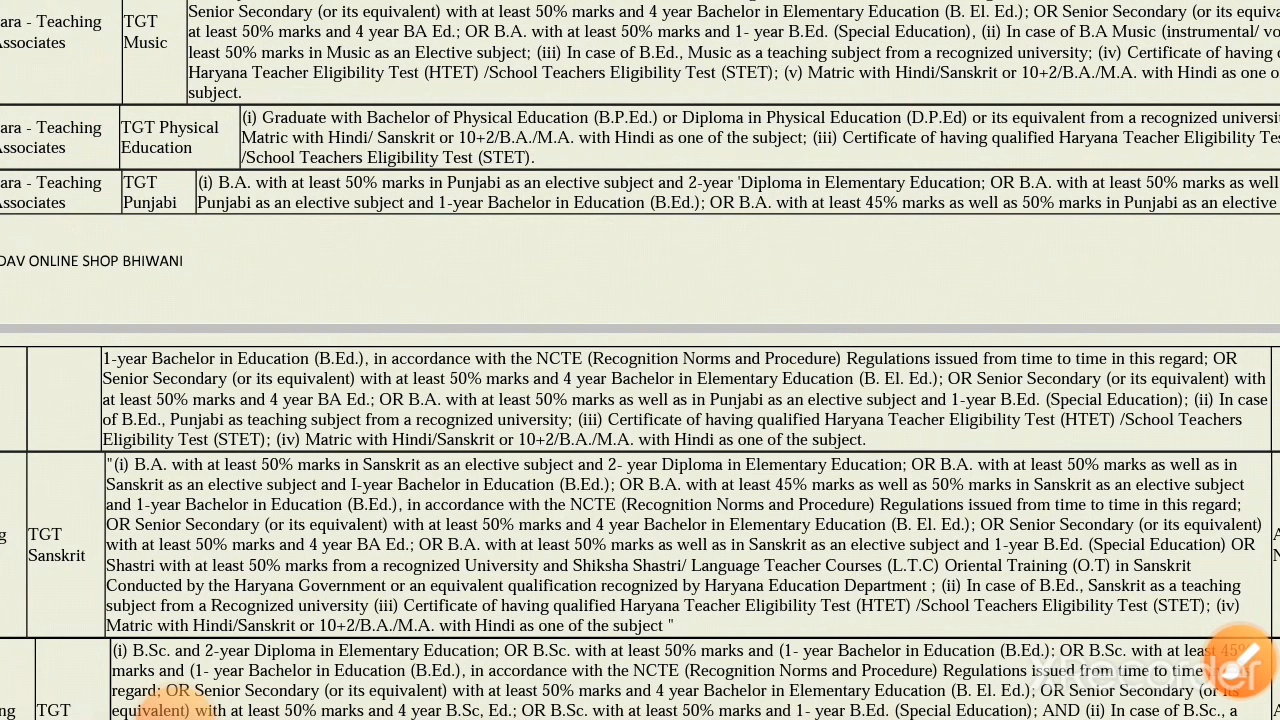 Senior Secondary (or its equivalent) with at least 50% marks and 4 year Bachelor in Elementary Education (B. El. Ed.); OR Senior Secondary (or its
ara - Teaching
Associates
TGT
Music
at least 50% marks and 4 year BA Ed.; OR B.A. with at least 50% marks and 1- year B.Ed. (Special Education), (ii) In case of B.A Music (instrumental/
least 50% marks in Music as an Elective subject; (iii) In case of B.Ed., Music as a teaching subject from a recognized university; (iv) Certificate of having
Haryana Teacher Eligibility Test (HTET) /School Teachers Eligibility Test (STET); (v) Matric with Hindi/Sanskrit or 10+2/B.A./M.A. with Hindi as one
subject.
ara - Teaching
Associates
TGT Physical
Education
(i) Graduate with Bachelor of Physical Education (B.P.Ed.) or Diploma in Physical Education (D.P.Ed) or its equivalent from a recognized
Matric with Hindi/ Sanskrit or 10+2/B.A./M.A. with Hindi as one of the subject; (iii) Certificate of having qualified Haryana Teacher Eligibility
/School Teachers Eligibility Test (STET).
ara - Teaching
Associates
TGT
Punjabi
(i) B.A. with at least 50% marks in Punjabi as an elective subject and 2-year 'Diploma in Elementary Education; OR B.A. with at least 50% marks as well
Punjabi as an elective subject and 1-year Bachelor in Education (B.Ed.); OR B.A. with at least 45% marks as well as 50% marks in Punjabi as an elective
DAV ONLINE SHOP BHIWANI
1-year Bachelor in Education (B.Ed.), in accordance with the NCTE (Recognition Norms and Procedure) Regulations issued from time to time in this regard; OR
Senior Secondary (or its equivalent) with at least 50% marks and 4 year Bachelor in Elementary Education (B. El. Ed.); OR Senior Secondary (or its equivalent) with
at least 50% marks and 4 year BA Ed.; OR B.A. with at least 50% marks as well as in Punjabi as an elective subject and 1-year B.Ed. (Special Education); (ii) In case
of B.Ed., Punjabi as teaching subject from a recognized university; (iii) Certificate of having qualified Haryana Teacher Eligibility Test (HTET) /School Teachers
Eligibility Test (STET); (iv) Matric with Hindi/Sanskrit or 10+2/B.A./M.A. with Hindi as one of the subject.
TGT
Sanskrit
"(i) B.A. with at least 50% marks in Sanskrit as an elective subject and 2- year Diploma in Elementary Education; OR B.A. with at least 50% marks as well as in
Sanskrit as an elective subject and I-year Bachelor in Education (B.Ed.); OR B.A. with at least 45% marks as well as 50% marks in Sanskrit as an elective subject
and 1-year Bachelor in Education (B.Ed.), in accordance with the NCTE (Recognition Norms and Procedure) Regulations issued from time to time in this regard;
OR Senior Secondary (or its equivalent) with at least 50% marks and 4 year Bachelor in Elementary Education (B. El. Ed.); OR Senior Secondary (or its equivalent)
with at least 50% marks and 4 year BA Ed.; OR B.A. with at least 50% marks as well as in Sanskrit as an elective subject and 1-year B.Ed. (Special Education) OR
Shastri with at least 50% marks from a recognized University and Shiksha Shastri/ Language Teacher Courses (L.T.C) Oriental Training (O.T) in Sanskrit
Conducted by the Haryana Government or an equivalent qualification recognized by Haryana Education Department ; (ii) In case of B.Ed., Sanskrit as a teaching
subject from a Recognized university (iii) Certificate of having qualified Haryana Teacher Eligibility Test (HTET) /School Teachers Eligibility Test (STET); (iv)
Matric with Hindi/Sanskrit or 10+2/B.A./M.A. with Hindi as one of the subject "
TGT
(i) B.Sc. and 2-year Diploma in Elementary Education; OR B.Sc. with at least 50% marks and (1- year Bachelor in Education (B.Ed.); OR B.Sc. with at least 45%
marks and (1- year Bachelor in Education (B.Ed.), in accordance with the NCTE (Recognition Norms and Procedure) Regulations issued from time to time
regard; OR Senior Secondary (or its equivalent) with at least 50% marks and 4 year Bachelor in Elementary Education (B. El. Ed.); OR Senior Secondary (or its
equivalent) with at least 50% marks and 4 year B.Sc, Ed.; OR B.Sc. with at least 50% marks and 1- year B.Ed. (Special Education); AND (ii) In case of B.Sc., a
XRecorder